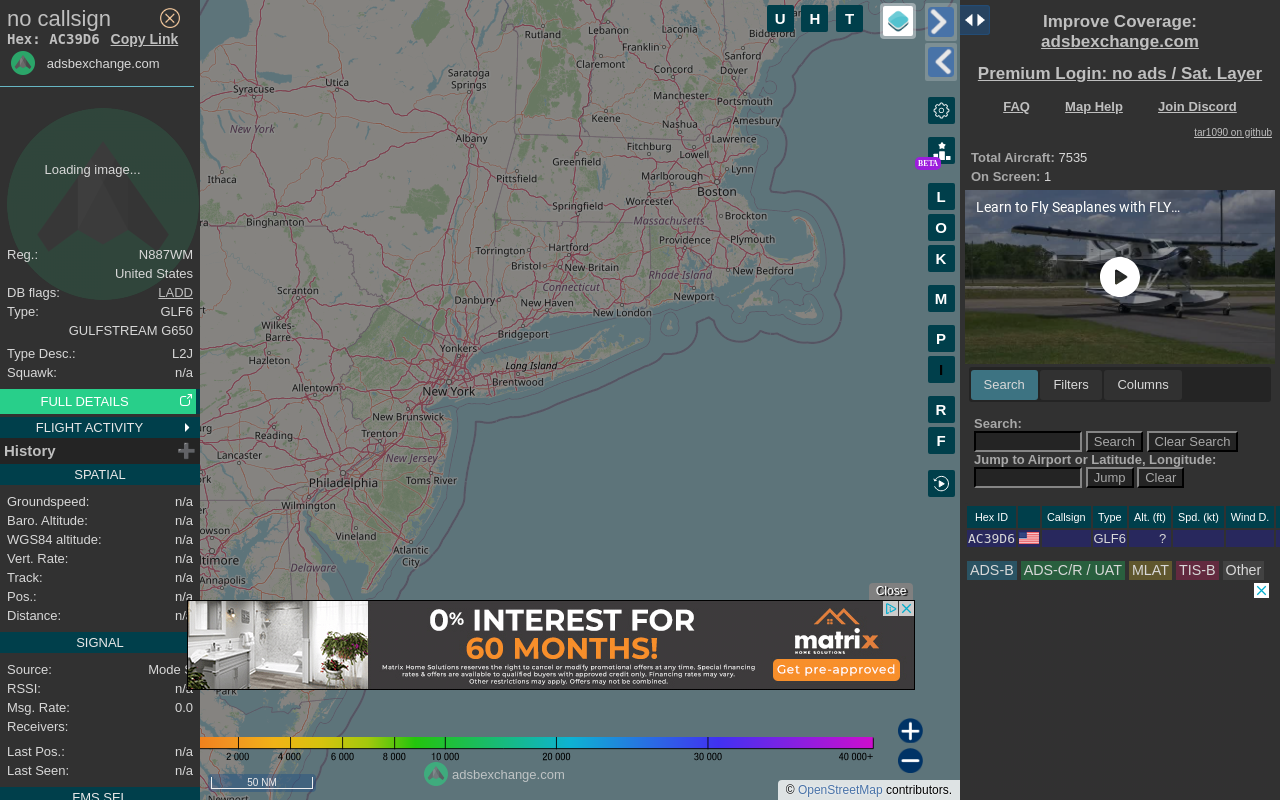 no callsign
Hex: AC39D6 Copy Link
adsbexchange.com
Loading image...
Reg.: N887WM
United States
DB flags: LADD
Type: GLF6
GULFSTREAM G650
Type Desc.: L2J
Squawk: n/a
FULL DETAILS
FLIGHT ACTIVITY
History
SPATIAL
Groundspeed: n/a
Baro. Altitude: n/a
WGS84 altitude: n/a
Vert. Rate: n/a
Track: n/a
Pos.: n/a
Distance: n/
SIGNAL
Source: Mode
RSSI: n/a
Msg. Rate: 0.0
Receivers:
Last Pos.: n/a
Last Seen: n/a
FMS SEL
U H T
Rutland
Lebanon
Laconia
Biddeford
Franklin
Sanford
Claremont
Concord
Dover
Saratoga
Springs
Utica
Syracuse
Manchester
Portsmouth
Keene
Nashua
Amesbury
New York
Albany
Fitchburg
Lawrence
Greenfield
Lowell
Lynn
Ithaca
Pittsfield
Marlborough
Boston
Springfield
Worcester
Massachusetts
Brockton
Binghamton
Torrington
Hartford
Providence
Plymouth
Bristol
New Britain
Rhode Island
New Bedford
Connecticut
Scranton
Danbury
New Haven
Newport
New London
Wilkes-
Barre
Bridgeport
Yonkers
Hazleton
Long Island
Brentwood
Allentown
New York
New Brunswick
Reading
Trenton
Lancaster
New Jersey
Philadelphia
Toms River
Wilmington
Vineland
Atlantic
City
Annapolis
Delaware
Park
Newport
BETA
L
O
K
M
P
I
R
F
Close
0% INTEREST FOR
60 MONTHS!
Matrix Home Solutions reserves the right to cancel or modify promotional offers at any time. Special financing
rates & offers are available to qualified buyers with approved credit only. Financing rates may vary.
Other restrictions may apply. Offers may not be combined.
matrix
HOME SOLUTIONS
Get pre-approved
2 000 4 000 6 000 8 000 10 000 20 000 30 000 40 000+
50 NM
adsbexchange.com
© OpenStreetMap contributors.
Improve Coverage:
adsbexchange.com
Premium Login: no ads / Sat. Layer
FAQ Map Help Join Discord
tar1090 on github
Total Aircraft: 7535
On Screen: 1
Learn to Fly Seaplanes with FLY...
Search Filters Columns
Search:
Search Clear Search
Jump to Airport or Latitude, Longitude:
Jump Clear
Hex ID Callsign Type Alt. (ft) Spd. (kt) Wind D.
AC39D6 GLF6 ?
ADS-B ADS-C/R / UAT MLAT TIS-B Other